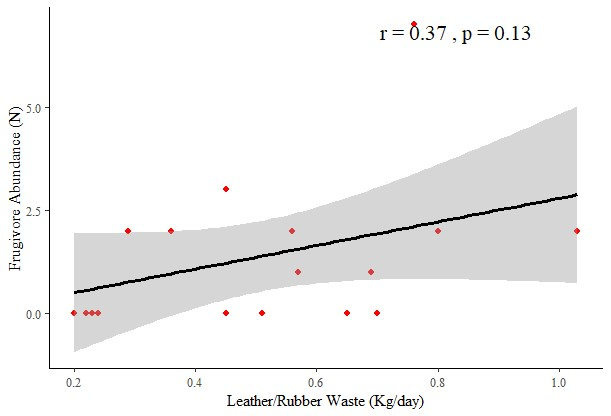 r = 0.37 , p = 0.13
Frugivore Abundance (N)
5.0
2.5
0.0
0.2 0.4 0.6 0.8 1.0
Leather/Rubber Waste (Kg/day)